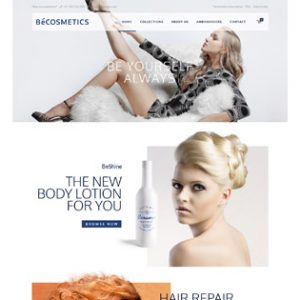 BéCOSMETICS
HOME
COLLECTIONS
ABOUT US
AMBASSADORS
CONTACT
BE YOURSELF
ALWAYS
BeShine
THE NEW
BODY LOTION
FOR YOU
BROWSE NOW
HAIR REPAIR